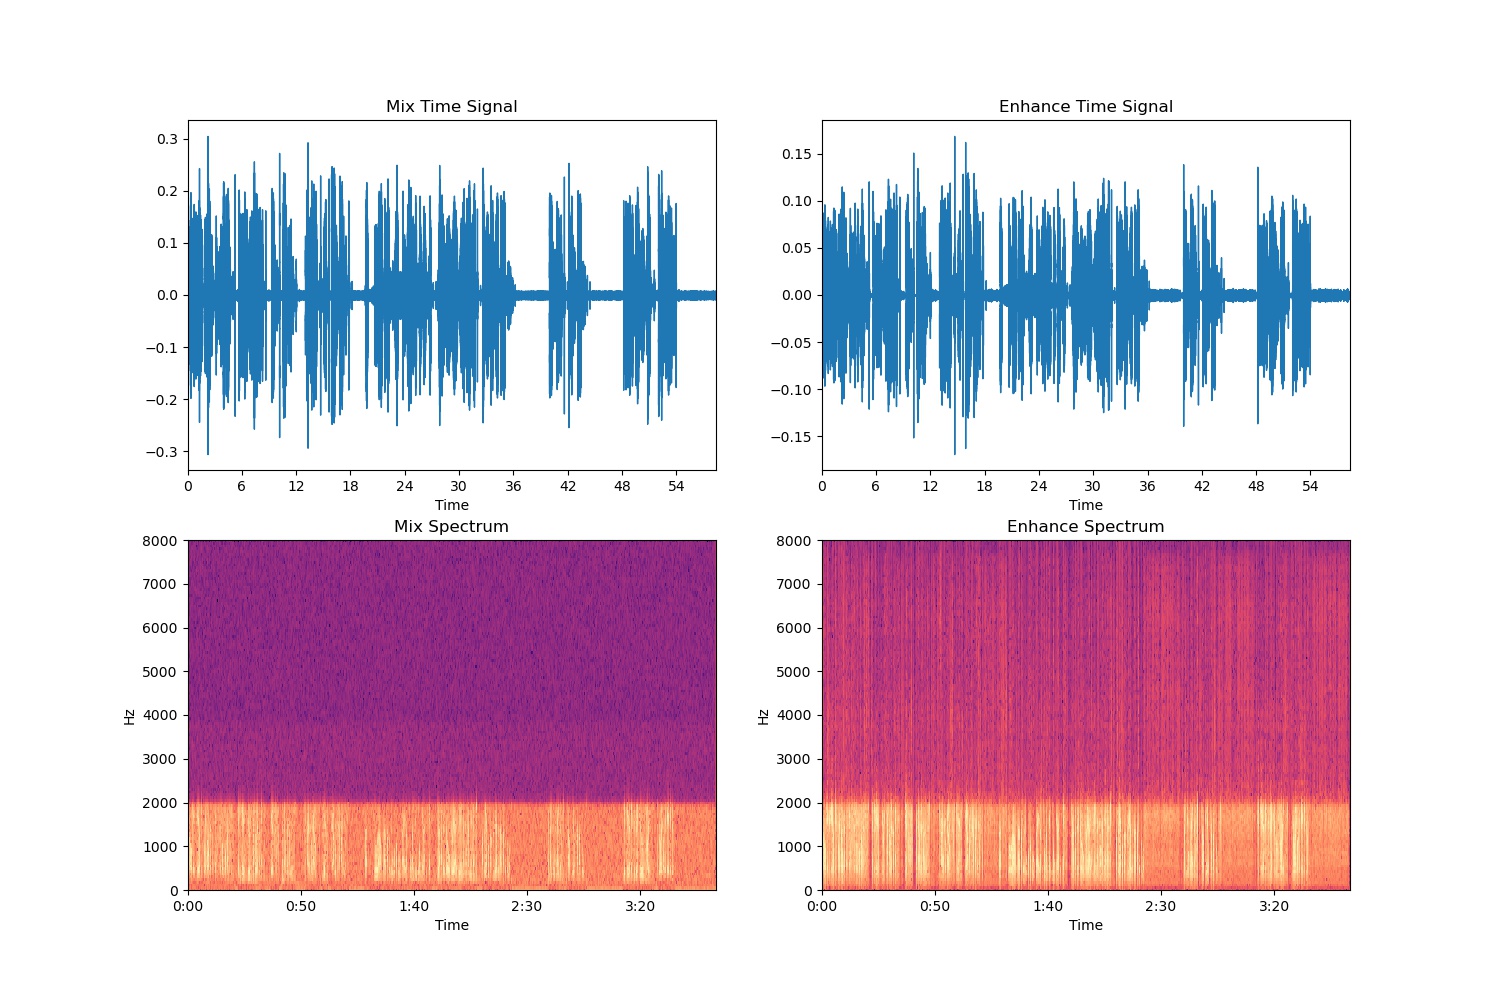 Mix Time Signal
0.3
0.2
0.1
0.0
−0.1
−0.2
−0.3
0 6 12 18 24 30 36 42 48 54
Time
Enhance Time Signal
0.15
0.10
0.05
0.00
−0.05
−0.10
−0.15
0 6 12 18 24 30 36 42 48 54
Time
Mix Spectrum
8000
7000
6000
5000
4000
3000
2000
1000
0
Hz
0:00 0:50 1:40 2:30 3:20
Time
Enhance Spectrum
8000
7000
6000
5000
4000
3000
2000
1000
0
Hz
0:00 0:50 1:40 2:30 3:20
Time